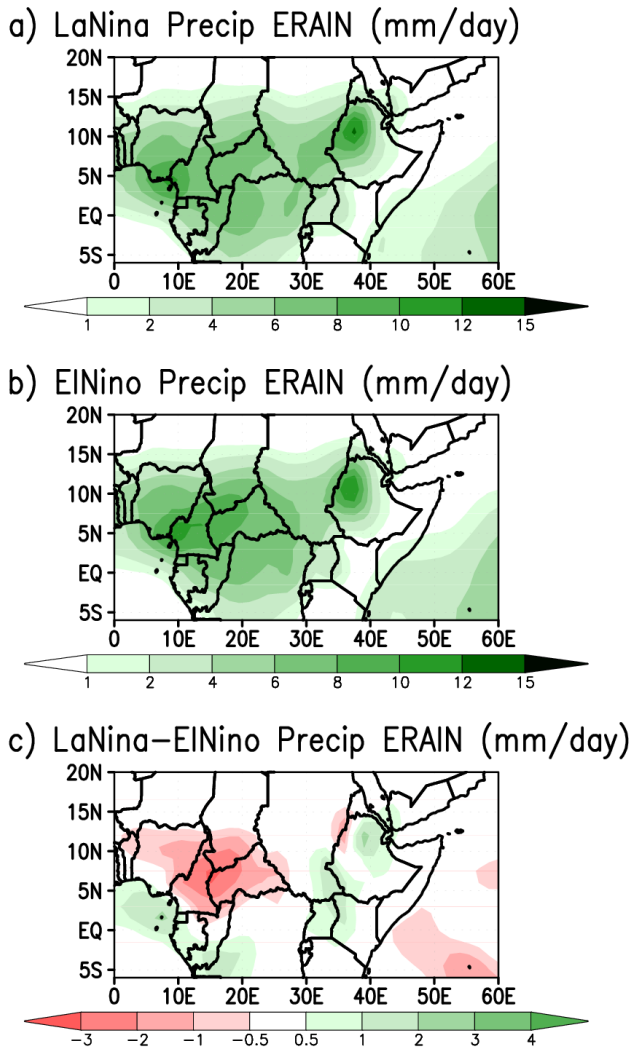 a) LaNina Precip ERAIN (mm/day)
20N
15N
10N
5N
EQ
5S
0 10E 20E 30E 40E 50E 60E
1 2 4 6 8 10 12 15
b) ElNino Precip ERAIN (mm/day)
20N
15N
10N
5N
EQ
5S
0 10E 20E 30E 40E 50E 60E
1 2 4 6 8 10 12 15
c) LaNina−ElNino Precip ERAIN (mm/day)
20N
15N
10N
5N
EQ
5S
0 10E 20E 30E 40E 50E 60E
−3 −2 −1 −0.5 0.5 1 2 3 4